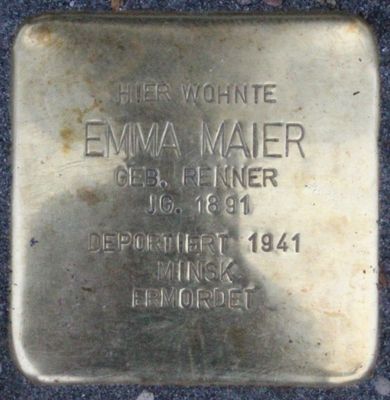 HIER WOHNTE
EMMA MAIER
GEB. RENNER
JG. 1891
DEPORTIERT 1941
MINSK
ERMORDET